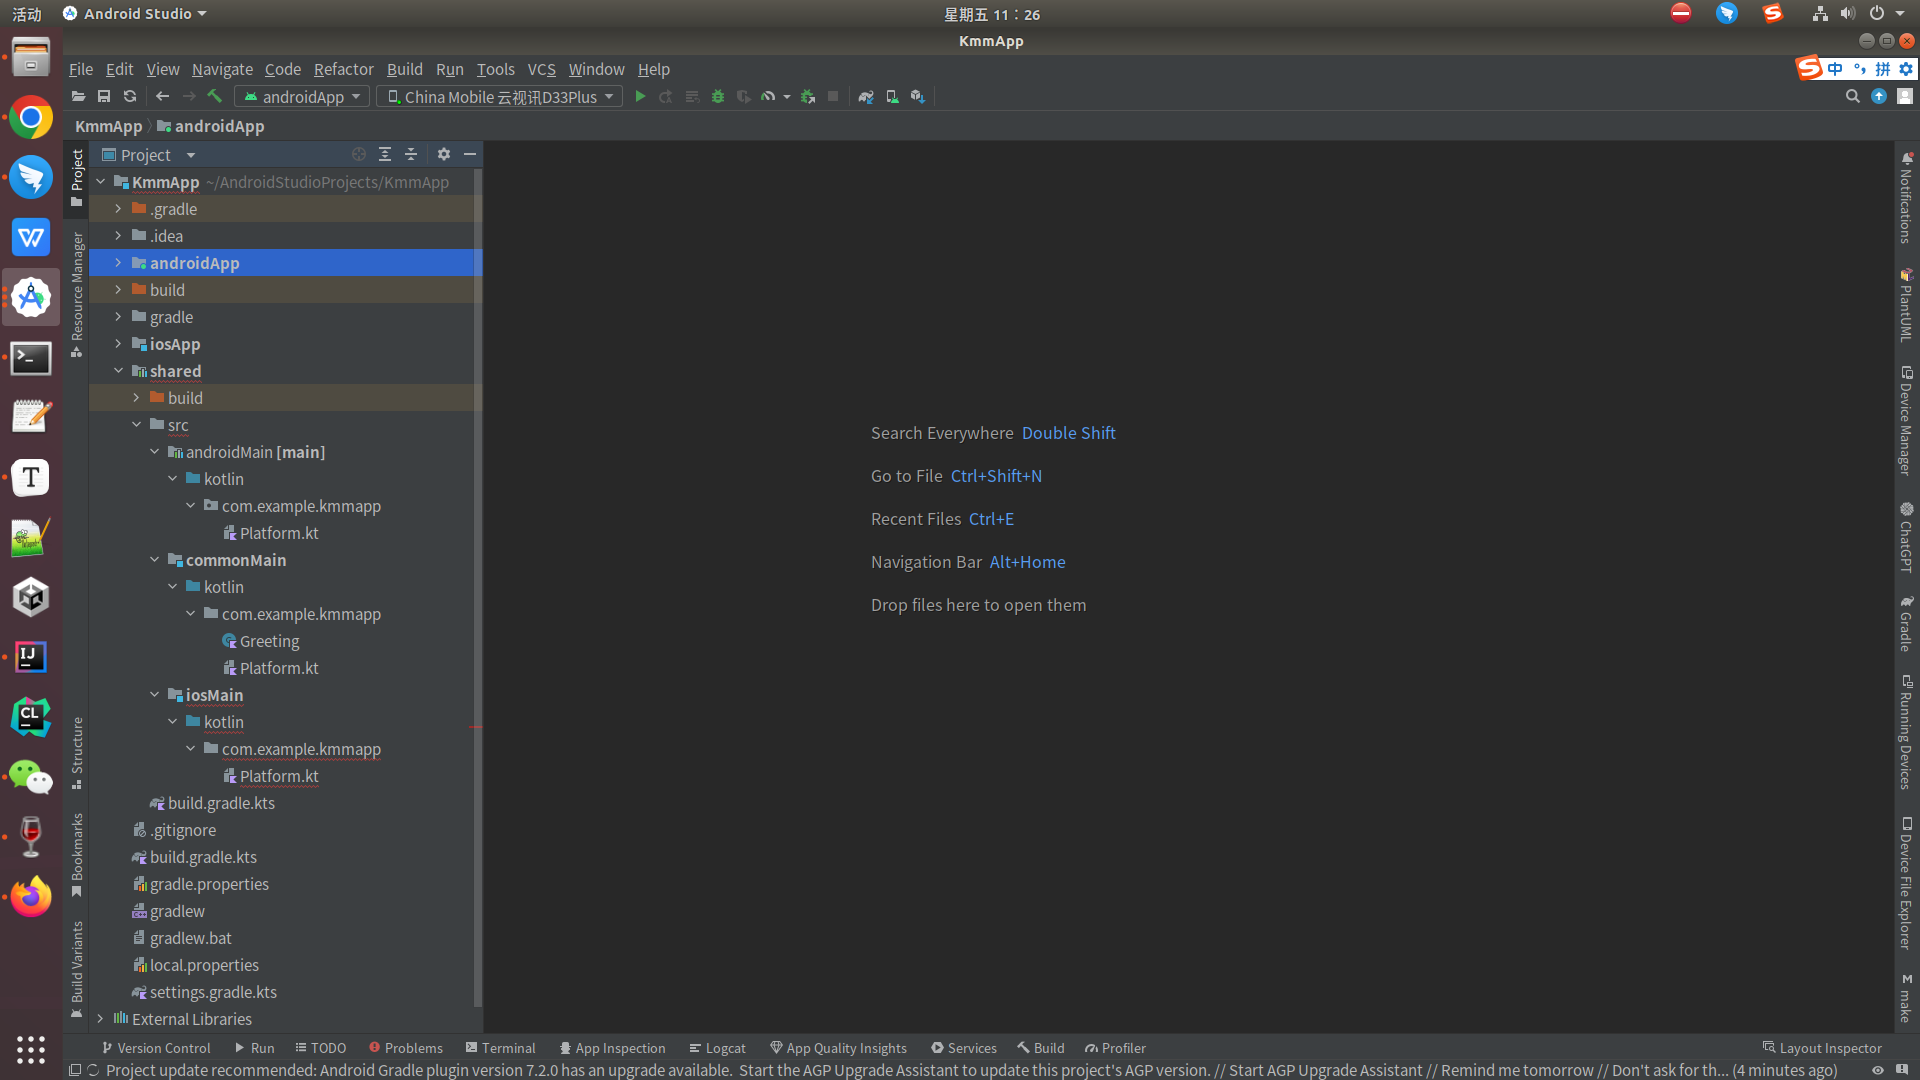 活动
Android Studio
星期五 11：26
KmmApp
File Edit View Navigate Code Refactor Build Run Tools VCS Window Help
中 °, 拼
androidApp
China Mobile 云视讯D33Plus
KmmApp androidApp
Project
Project
KmmApp ~/AndroidStudioProjects/KmmApp
.gradle
.idea
androidApp
build
gradle
iosApp
shared
build
src
androidMain [main]
kotlin
com.example.kmmapp
Platform.kt
commonMain
kotlin
com.example.kmmapp
Greeting
Platform.kt
iosMain
kotlin
com.example.kmmapp
Platform.kt
build.gradle.kts
.gitignore
build.gradle.kts
gradle.properties
gradlew
gradlew.bat
local.properties
settings.gradle.kts
External Libraries
Resource Manager
Structure
Bookmarks
Build Variants
Search Everywhere Double Shift
Go to File Ctrl+Shift+N
Recent Files Ctrl+E
Navigation Bar Alt+Home
Drop files here to open them
Notifications
PlantUML
Device Manager
ChatGPT
Gradle
Running Devices
Device File Explorer
M make
Version Control Run TODO Problems Terminal App Inspection Logcat App Quality Insights Services Build Profiler Layout Inspector
Project update recommended: Android Gradle plugin version 7.2.0 has an upgrade available. Start the AGP Upgrade Assistant to update this project's AGP version. // Start AGP Upgrade Assistant // Remind me tomorrow // Don't ask for th... (4 minutes ago)